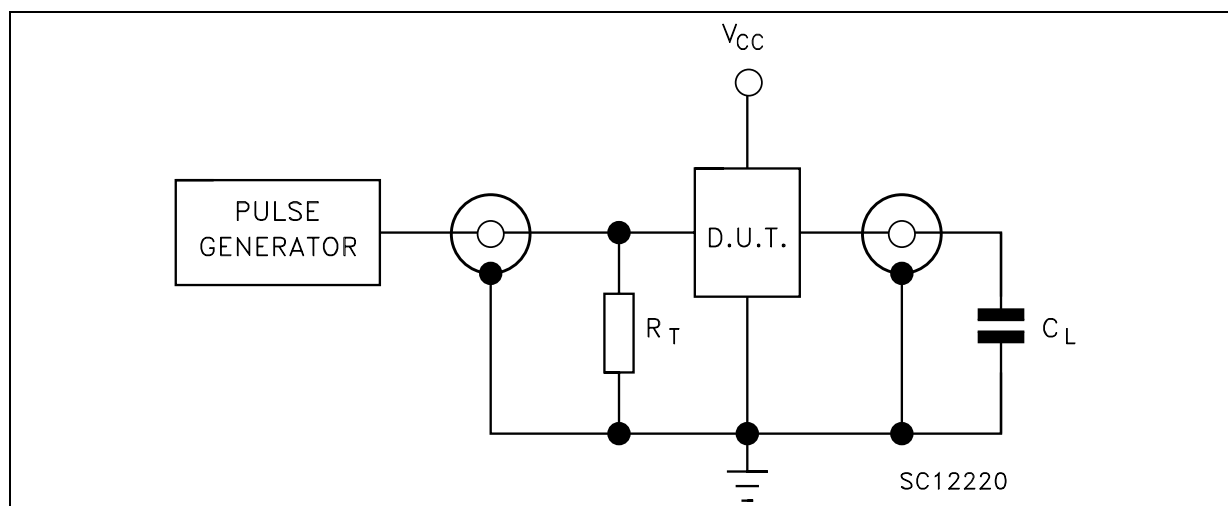 VCC
PULSE
GENERATOR
D.U.T.
RT
CL
SC12220